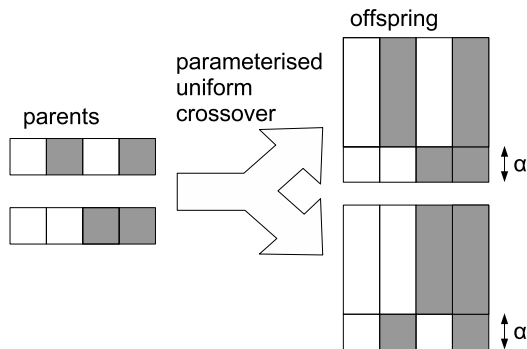 offspring
parameterised
uniform
crossover
parents
α
α